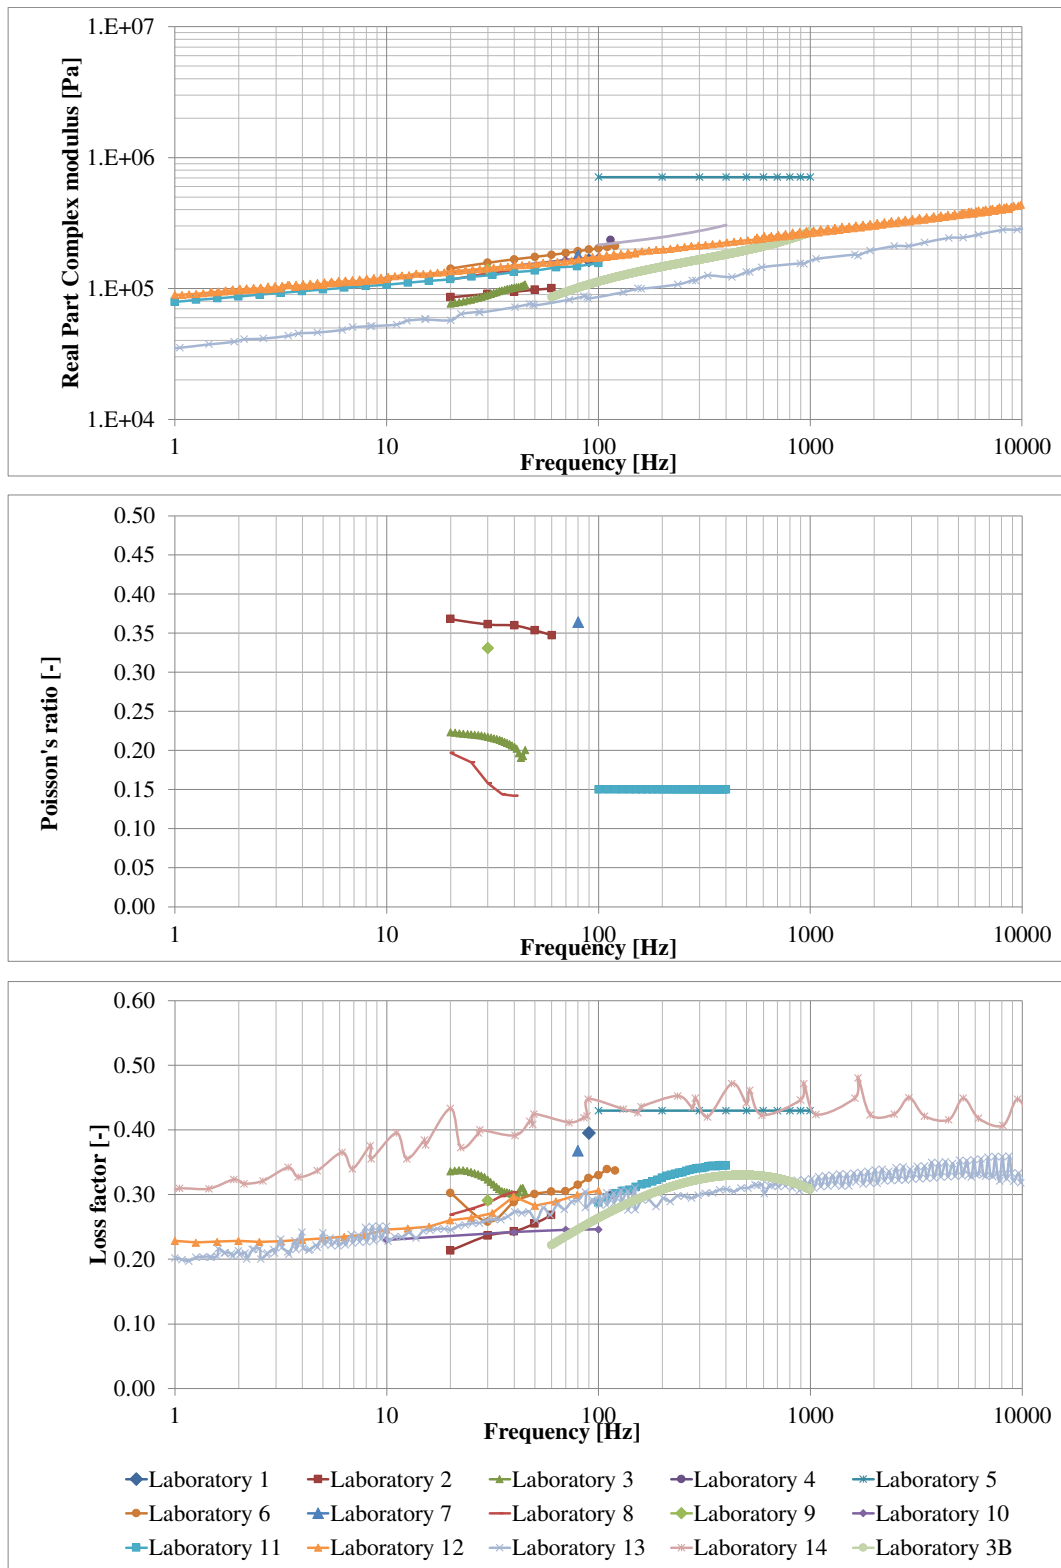 Real Part Complex modulus [Pa]
1.E+07
1.E+06
1.E+05
1.E+04
1 10 100 1000 10000
Frequency [Hz]
Poisson's ratio [-]
0.50
0.45
0.40
0.35
0.30
0.25
0.20
0.15
0.10
0.05
0.00
1 10 100 1000 10000
Frequency [Hz]
Loss factor [-]
0.60
0.50
0.40
0.30
0.20
0.10
0.00
1 10 100 1000 10000
Frequency [Hz]
Laboratory 1 Laboratory 2 Laboratory 3 Laboratory 4 Laboratory 5
Laboratory 6 Laboratory 7 Laboratory 8 Laboratory 9 Laboratory 10
Laboratory 11 Laboratory 12 Laboratory 13 Laboratory 14 Laboratory 3B